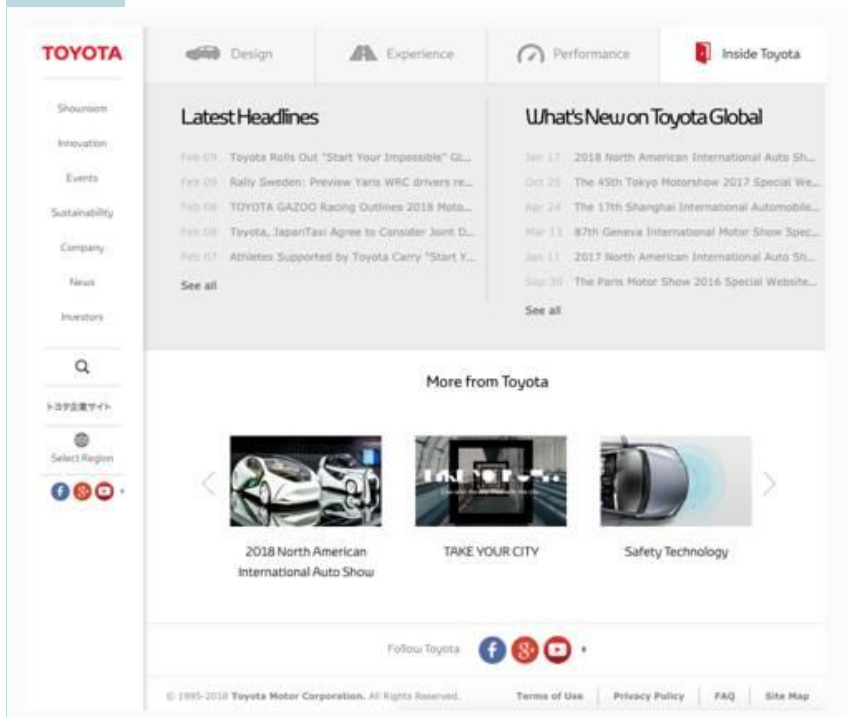 TOYOTA
Design
Experience
Performance
Inside Toyota
Showroom
Innovation
Events
Sustainability
Company
News
Investors
トヨタ企業サイト
Select Region
Latest Headlines
Feb 09 Toyota Rolls Out "Start Your Impossible" Gl...
Feb 09 Rally Sweden: Preview Yaris WRC drivers re...
Feb 08 TOYOTA GAZOO Racing Outlines 2018 Moto...
Feb 08 Toyota, JapanTaxi Agree to Consider Joint D...
Feb 07 Athletes Supported by Toyota Carry "Start Y...
See all
What's New on Toyota Global
Jan 17 2018 North American International Auto Sh...
Oct 25 The 45th Tokyo Motorshow 2017 Special We...
Apr 24 The 17th Shanghai International Automobile...
Mar 13 87th Geneva International Motor Show Spec...
Jan 11 2017 North American International Auto Sh...
Sep 30 The Paris Motor Show 2016 Special Website...
See all
More from Toyota
2018 North American
International Auto Show
TAKE YOUR CITY
Safety Technology
Follow Toyota
© 1995-2018 Toyota Motor Corporation. All Rights Reserved.
Terms of Use
Privacy Policy
FAQ
Site Map